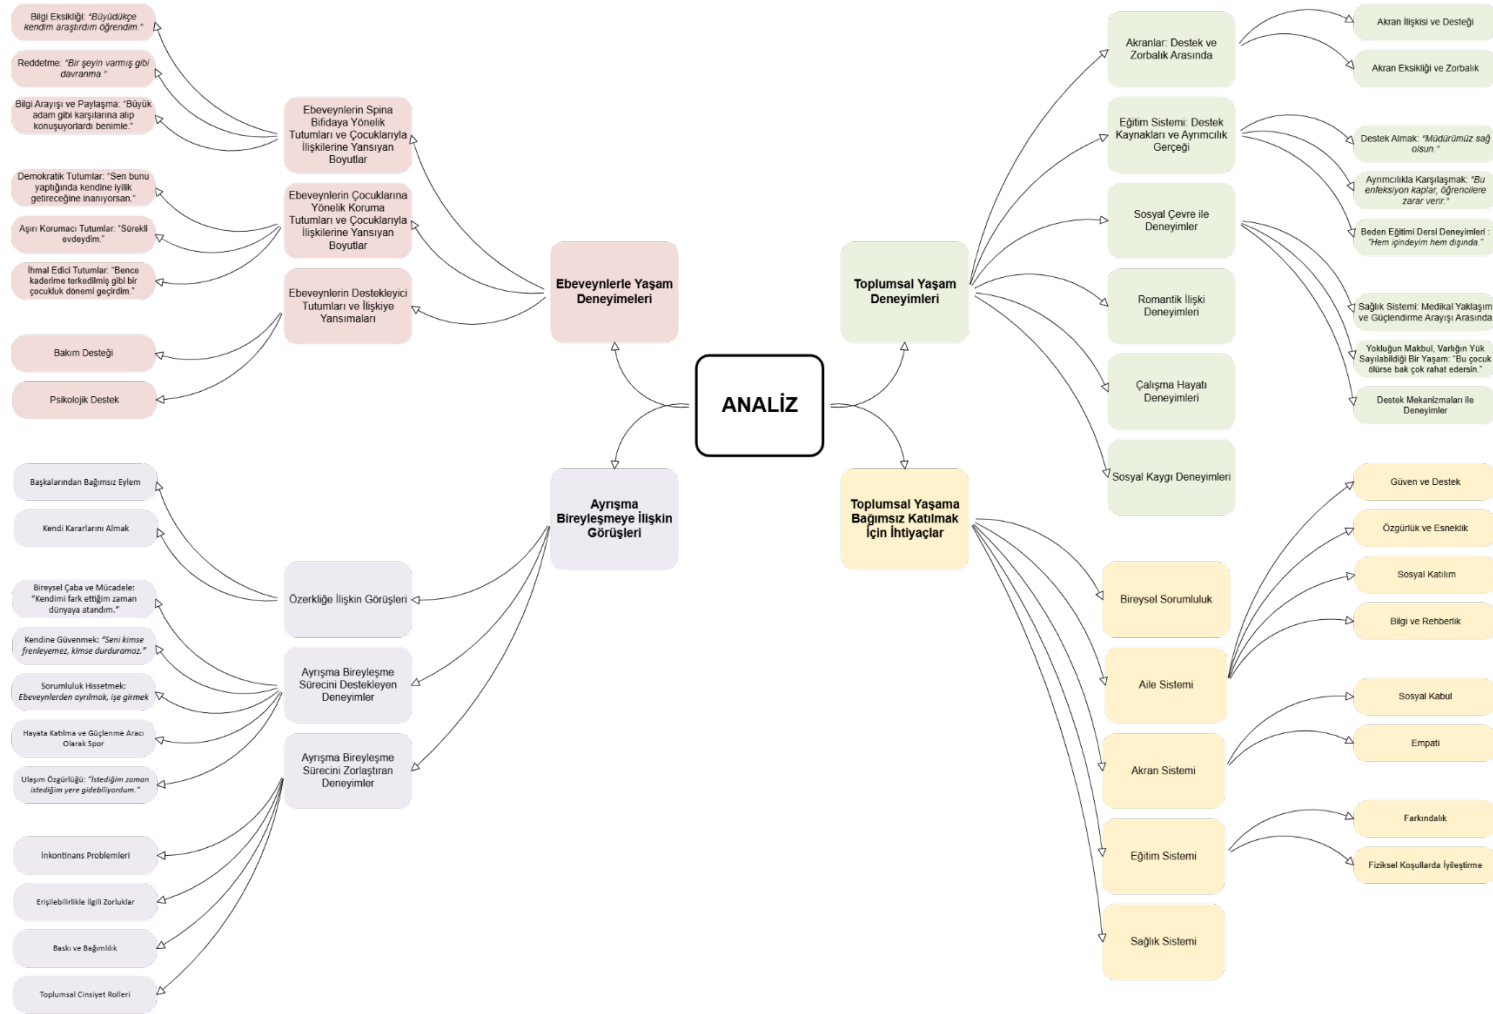 Bilgi Eksikliği: "Büyüdükçe
kendim araştırdım öğrendim."
Reddetme: "Bir şeyin varmış gibi
davranma."
Bilgi Arayışı ve Paylaşma: "Büyük
adam gibi karşılarına alıp
konuşuyorlardı benimle."
Demokratik Tutumlar: "Sen bunu
yaptığında kendine iyilik
getireceğine inanıyorsan."
Aşırı Korumacı Tutumlar: "Sürekli
evdeydim."
İhmal Edici Tutumlar: "Bence
kaderime terkedilmiş gibi bir
çocukluk dönemi geçirdim."
Bakım Desteği
Psikolojik Destek
Ebeveynlerin Spina
Bifidaya Yönelik
Tutumları ve Çocuklarıyla
İlişkilerine Yansıyan
Boyutlar
Ebeveynlerin Çocuklarına
Yönelik Koruma
Tutumları ve Çocuklarıyla
İlişkilerine Yansıyan
Boyutlar
Ebeveynlerin Destekleyici
Tutumları ve İlişkiye
Yansımaları
Ebeveynlerle Yaşam
Deneyimeleri
ANALİZ
Toplumsal Yaşam
Deneyimleri
Akranlar: Destek ve
Zorbalık Arasında
Eğitim Sistemi: Destek
Kaynakları ve Ayrımcılık
Gerçeği
Sosyal Çevre ile
Deneyimler
Romantik İlişki
Deneyimleri
Çalışma Hayatı
Deneyimleri
Sosyal Kaygı Deneyimleri
Akran İlişkisi ve Desteği
Akran Eksikliği ve Zorbalık
Destek Almak: "Müdürümüz sağ
olsun."
Ayrımcılıkla Karşılaşmak: "Bu
enfeksiyon kapar, öğrencilere
zarar verir."
Beden Eğitimi Dersi Deneyimleri :
"Hem içindeyim hem dışında."
Sağlık Sistemi: Medikal Yaklaşım
ve Güçlendirme Arayışı Arasında
Yokluğun Makbul, Varlığın Yük
Sayılabildiği Bir Yaşam: "Bu çocuk
ölürse bak çok rahat edersin."
Destek Mekanizmaları ile
Deneyimler
Başkalarından Bağımsız Eylem
Kendi Kararlarını Almak
Bireysel Çaba ve Mücadele:
"Kendimi fark ettiğim zaman
dünyaya atandım."
Kendine Güvenmek: "Seni kimse
frenleyemez, kimse durduramaz."
Sorumluluk Hissetmek:
Ebeveynlerden ayrılmak, işe girmek
Hayata Katılma ve Güçlenme Aracı
Olarak Spor
Ulaşım Özgürlüğü: "İstediğim zaman
istediğim yere gidebiliyordum."
İnkontinans Problemleri
Erişilebilirlikle İlgili Zorluklar
Baskı ve Bağımlılık
Toplumsal Cinsiyet Rolleri
Özerkliğe İlişkin Görüşleri
Ayrışma Bireyleşme
Sürecini Destekleyen
Deneyimler
Ayrışma Bireyleşme
Sürecini Zorlaştıran
Deneyimler
Ayrışma
Bireyleşmeye İlişkin
Görüşleri
Toplumsal Yaşama
Bağımsız Katılmak
İçin İhtiyaçlar
Bireysel Sorumluluk
Aile Sistemi
Akran Sistemi
Eğitim Sistemi
Sağlık Sistemi
Güven ve Destek
Özgürlük ve Esneklik
Sosyal Katılım
Bilgi ve Rehberlik
Sosyal Kabul
Empati
Farkındalık
Fiziksel Koşullarda İyileştirme